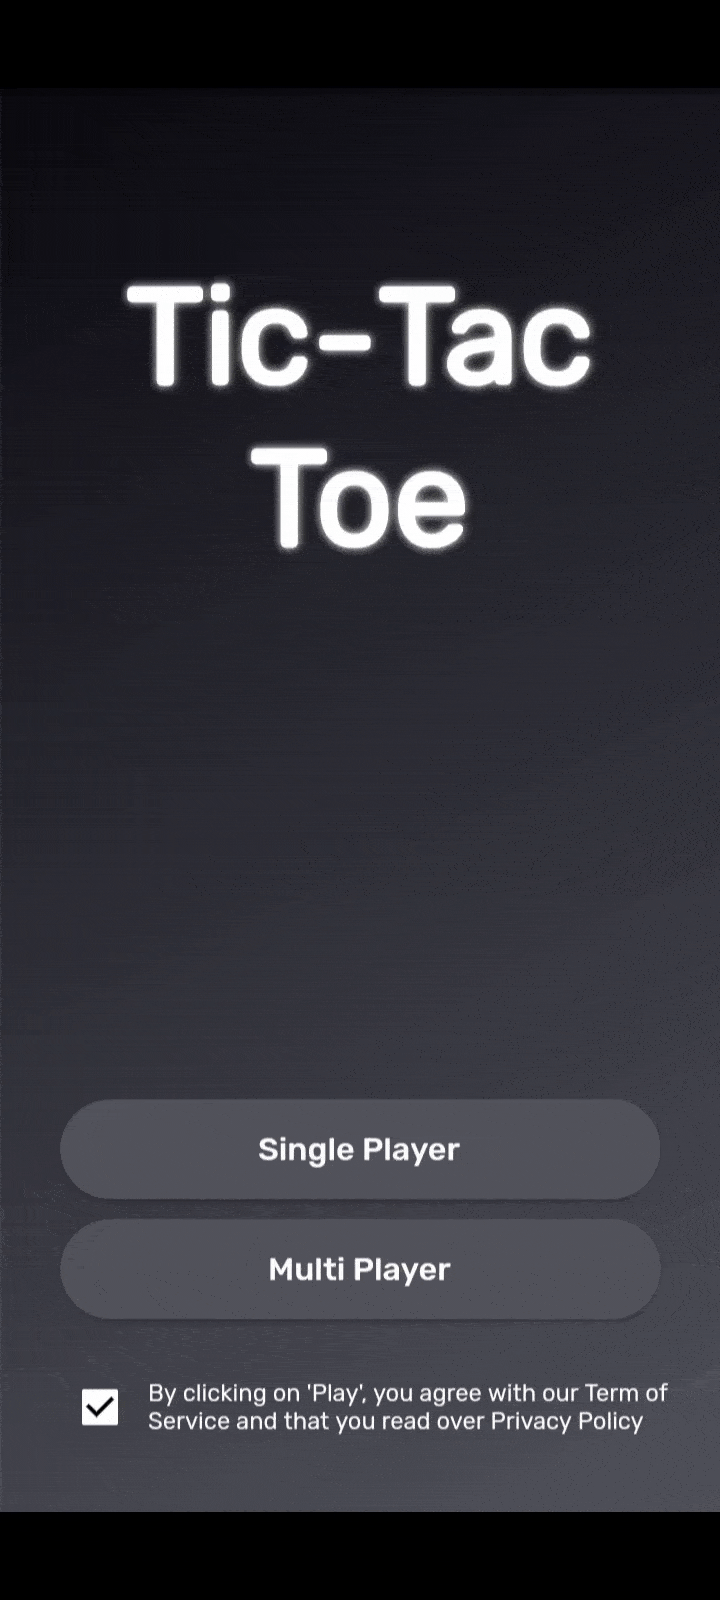 Tic-Tac
Toe
Single Player
Multi Player
By clicking on 'Play', you agree with our Term of
Service and that you read over Privacy Policy